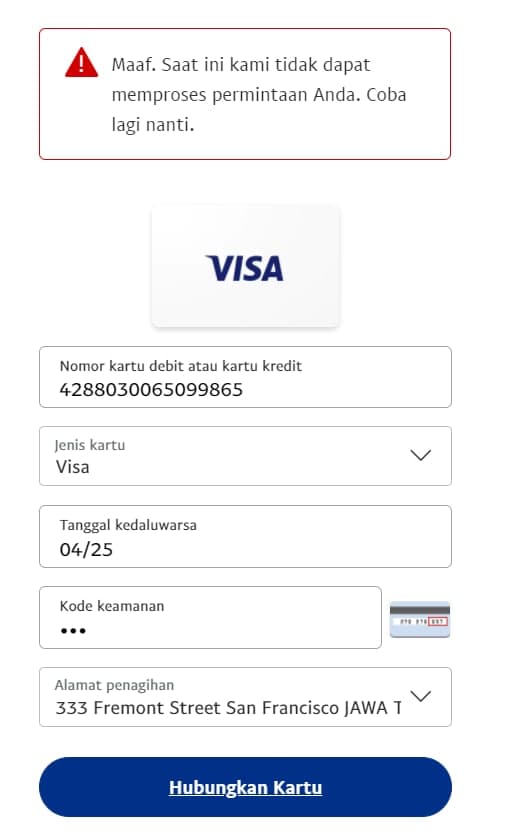 Maaf. Saat ini kami tidak dapat
memproses permintaan Anda. Coba
lagi nanti.
VISA
Nomor kartu debit atau kartu kredit
4288030065099865
Jenis kartu
Visa
Tanggal kedaluwarsa
04/25
Kode keamanan
•••
Alamat penagihan
333 Fremont Street San Francisco JAWA T
Hubungkan Kartu